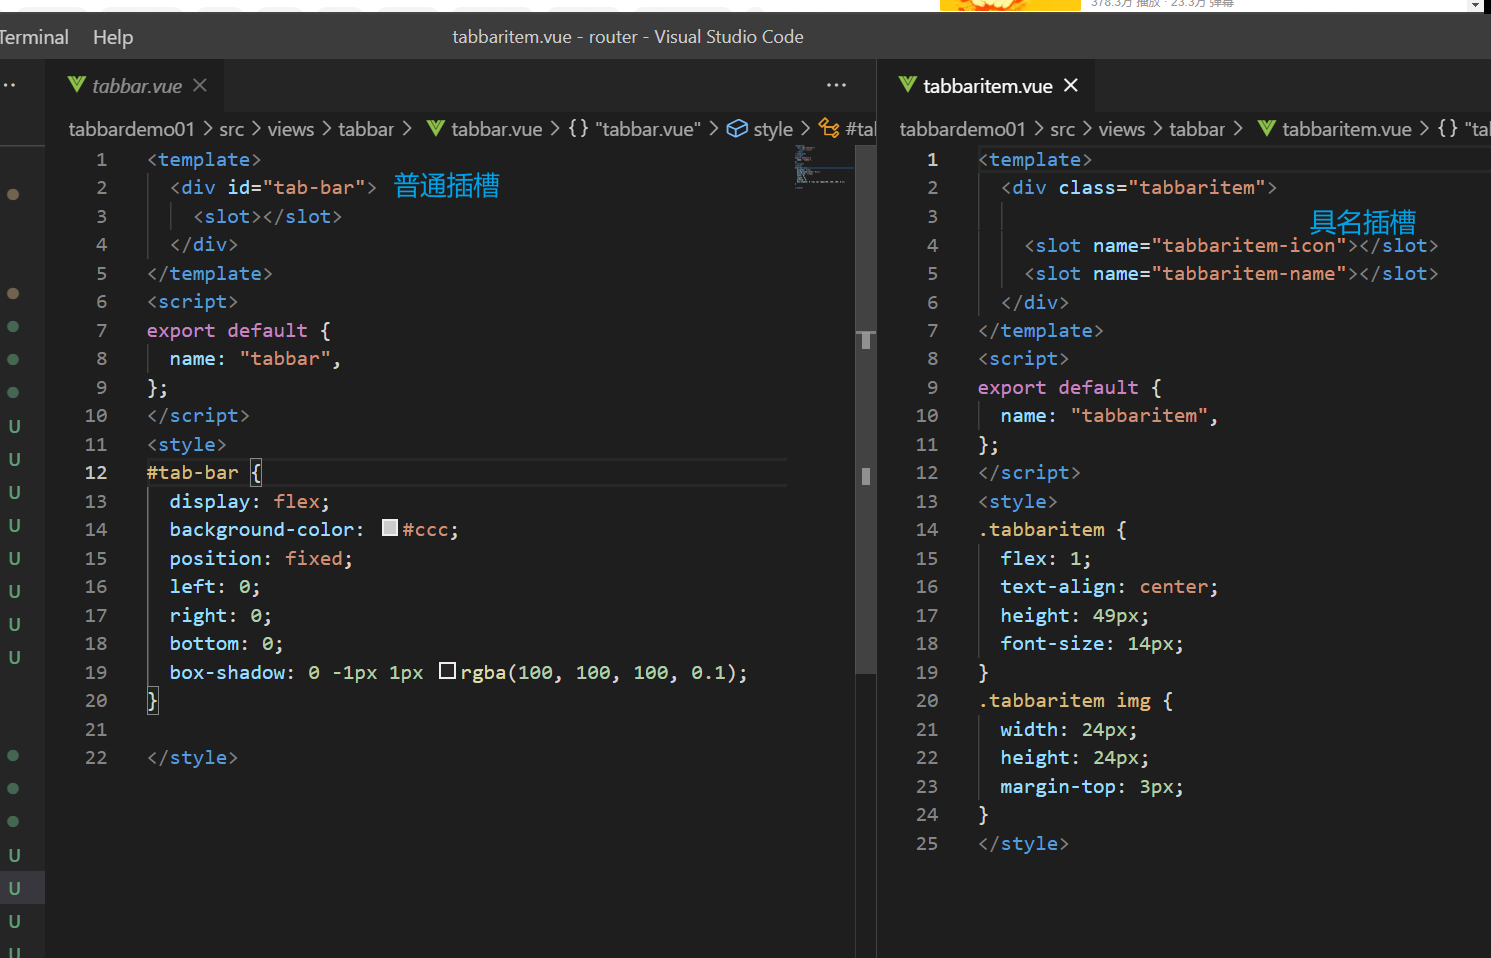 378.3万 播放 · 23.3万 弹幕
Terminal Help
tabbaritem.vue - router - Visual Studio Code
tabbar.vue
tabbardemo01 > src > views > tabbar > tabbar.vue > {} "tabbar.vue" > style > #tal
1 <template>
2 <div id="tab-bar"> 普通插槽
3 <slot></slot>
4 </div>
5 </template>
6 <script>
7 export default {
8 name: "tabbar",
9 };
10 </script>
11 <style>
12 #tab-bar {
13 display: flex;
14 background-color: #ccc;
15 position: fixed;
16 left: 0;
17 right: 0;
18 bottom: 0;
19 box-shadow: 0 -1px 1px rgba(100, 100, 100, 0.1);
20 }
21
22 </style>
tabbaritem.vue
tabbardemo01 > src > views > tabbar > tabbaritem.vue > {} "ta
1 <template>
2 <div class="tabbaritem">
3 具名插槽
4 <slot name="tabbaritem-icon"></slot>
5 <slot name="tabbaritem-name"></slot>
6 </div>
7 </template>
8 <script>
9 export default {
10 name: "tabbaritem",
11 };
12 </script>
13 <style>
14 .tabbaritem {
15 flex: 1;
16 text-align: center;
17 height: 49px;
18 font-size: 14px;
19 }
20 .tabbaritem img {
21 width: 24px;
22 height: 24px;
23 margin-top: 3px;
24 }
25 </style>
U
U
U
U
U
U
U
U
U
U
U
U